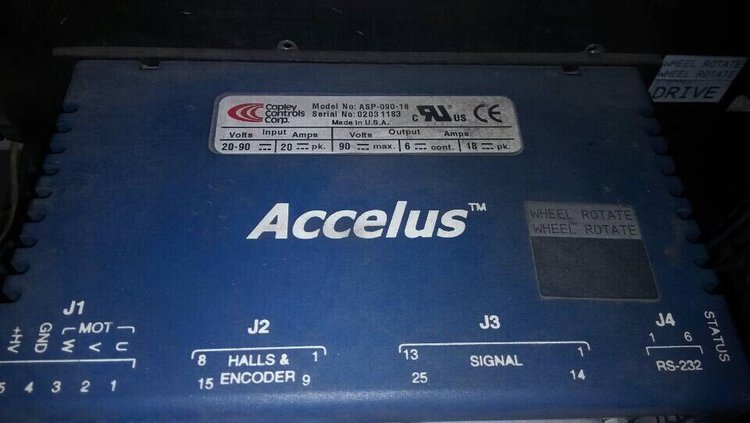 WHEEL ROTATE
WHEEL ROTATE
DRIVE
Copley
Controls
Corp.
Model No: ASP-090-18
Serial No: 02031183
Made in U.S.A.
C RU US CE
Input Output
Volts Amps Volts Amps
20-90 20 pk. 90 max. 6 cont. 18 pk.
Accelus™
WHEEL ROTATE
WHEEL ROTATE
J1
+HV GND W V U
MOT
5 4 3 2 1
J2
8 HALLS & 1
15 ENCODER 9
J3
13 SIGNAL 1
25 14
J4
1 6
RS-232
STATUS